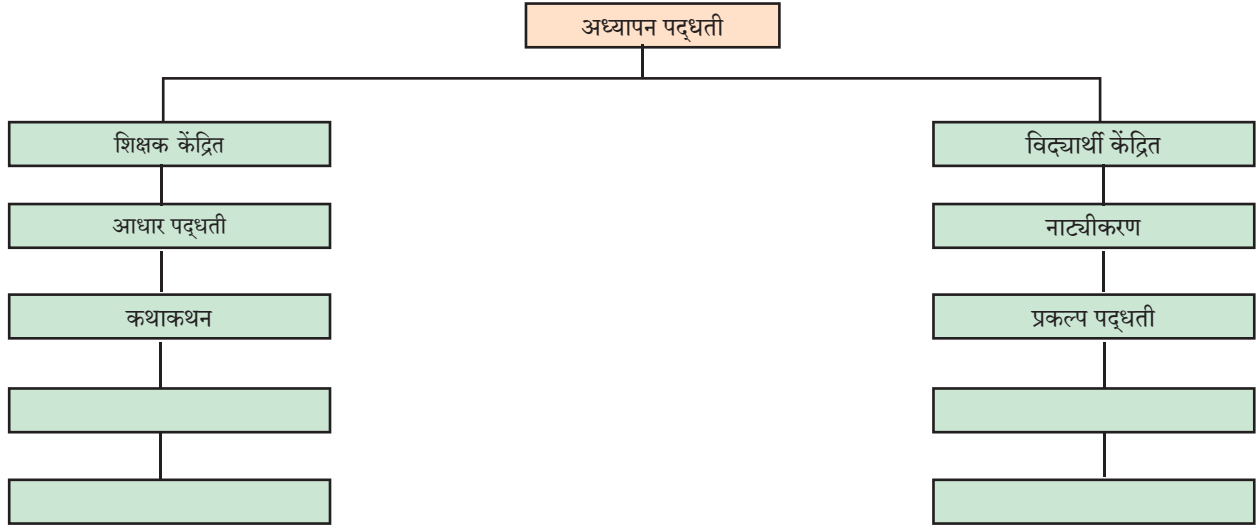 अध्यापन पद्धती
शिक्षक केंद्रित
विद्यार्थी केंद्रित
आधार पद्धती
नाट्यीकरण
कथाकथन
प्रकल्प पद्धती